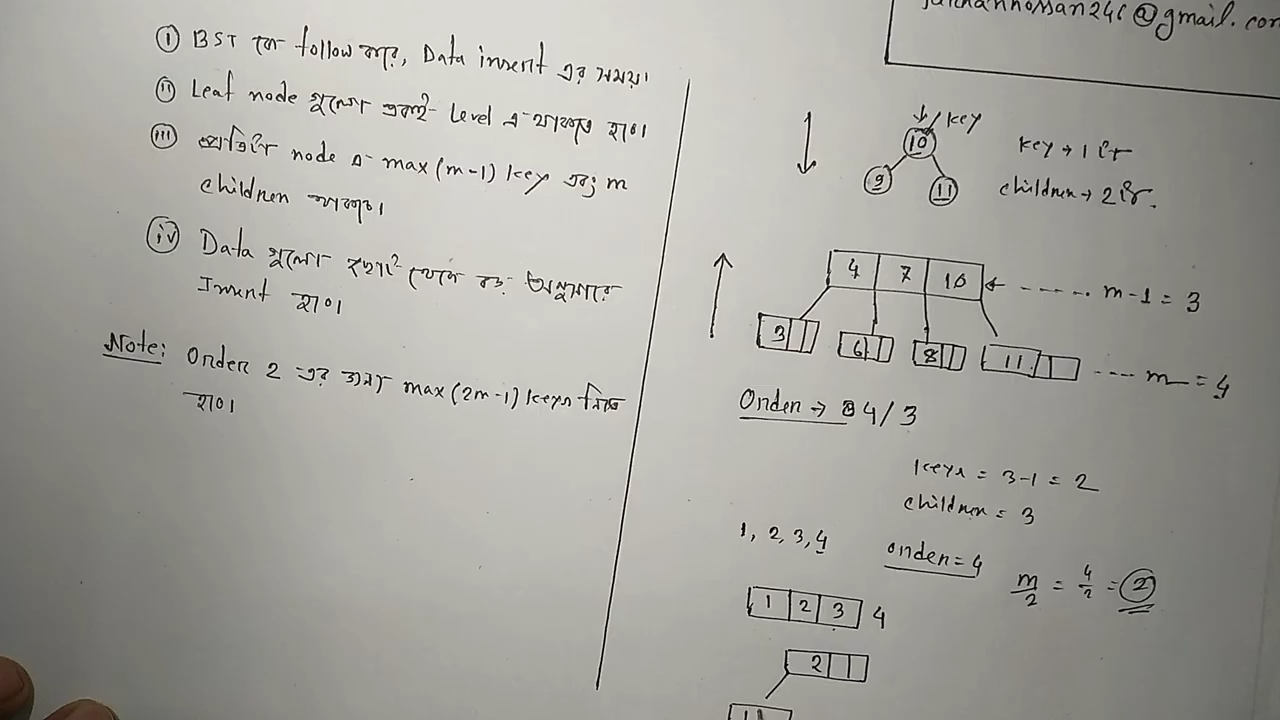 ① BST কে follow করে, Data insert এর সময়।
② Leaf node গুলো একই level এ থাকতে হবে।
③ প্রতিটি node এ max (m-1) key এবং m
children থাকবে।
④ Data গুলো ছোট থেকে বড় অনুসারে
Insert হবে।
Note: Order 2 এর জন্য max (2m-1) keys নিতে
হবে।
@gmail.com
key
10
9 11
key → 1 টি
children → 2 টি.
4 7 10 ← ------ m-1 = 3
3 6 8 11 ---- m = 4
Order → 4/3
keys = 3-1 = 2
children = 3
1, 2, 3, 4
order = 4
m/2 = 4/2 = 2
1 2 3 4
2
1